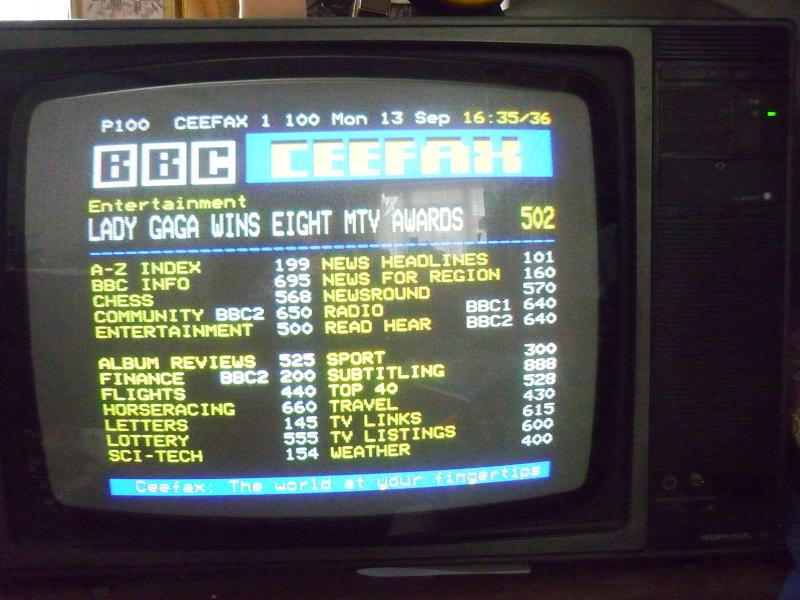 P100 CEEFAX 1 100 Mon 13 Sep 16:35/36
BBC CEEFAX
Entertainment
LADY GAGA WINS EIGHT MTV AWARDS 502
A-Z INDEX 199 NEWS HEADLINES 101
BBC INFO 695 NEWS FOR REGION 160
CHESS 568 NEWSROUND 570
COMMUNITY BBC2 650 RADIO BBC1 640
ENTERTAINMENT 500 READ HEAR BBC2 640
ALBUM REVIEWS 525 SPORT 300
FINANCE BBC2 200 SUBTITLING 888
FLIGHTS 440 TOP 40 528
HORSERACING 660 TRAVEL 430
LETTERS 145 TV LINKS 615
LOTTERY 555 TV LISTINGS 600
SCI-TECH 154 WEATHER 400
Ceefax: The world at your fingertips